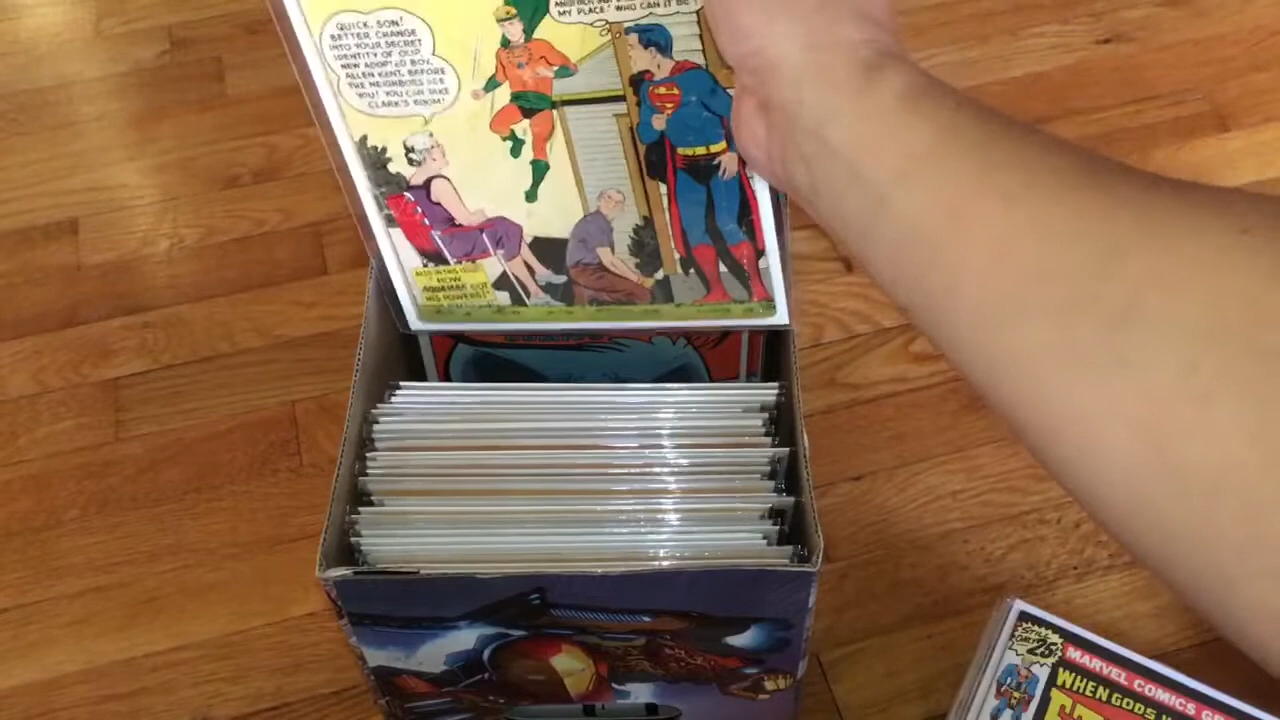 QUICK, SON!
BETTER, CHANGE
INTO YOUR SECRET
IDENTITY OF OUR
NEW ADOPTED BOY,
ALLEN KENT, BEFORE
THE NEIGHBORS SEE
YOU! YOU CAN TAKE
CLARK'S ROOM!
MY PLACE! WHO CAN IT BE?
ALSO IN THIS ISSUE
"HOW
AQUAMAN GOT
HIS POWERS!"
STILL
ONLY 25¢
MARVEL COMICS
WHEN GODS